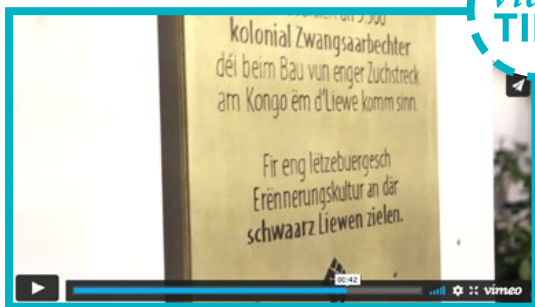 kolonial Zwangsaarbechter
déi beim Bau vun enger Zuchstreck
am Kongo ëm d'Liewe komm sinn.
Fir eng lëtzebuergesch
Erënnerungskultur an där
schwaarz Liewen zielen.
00:42
vimeo